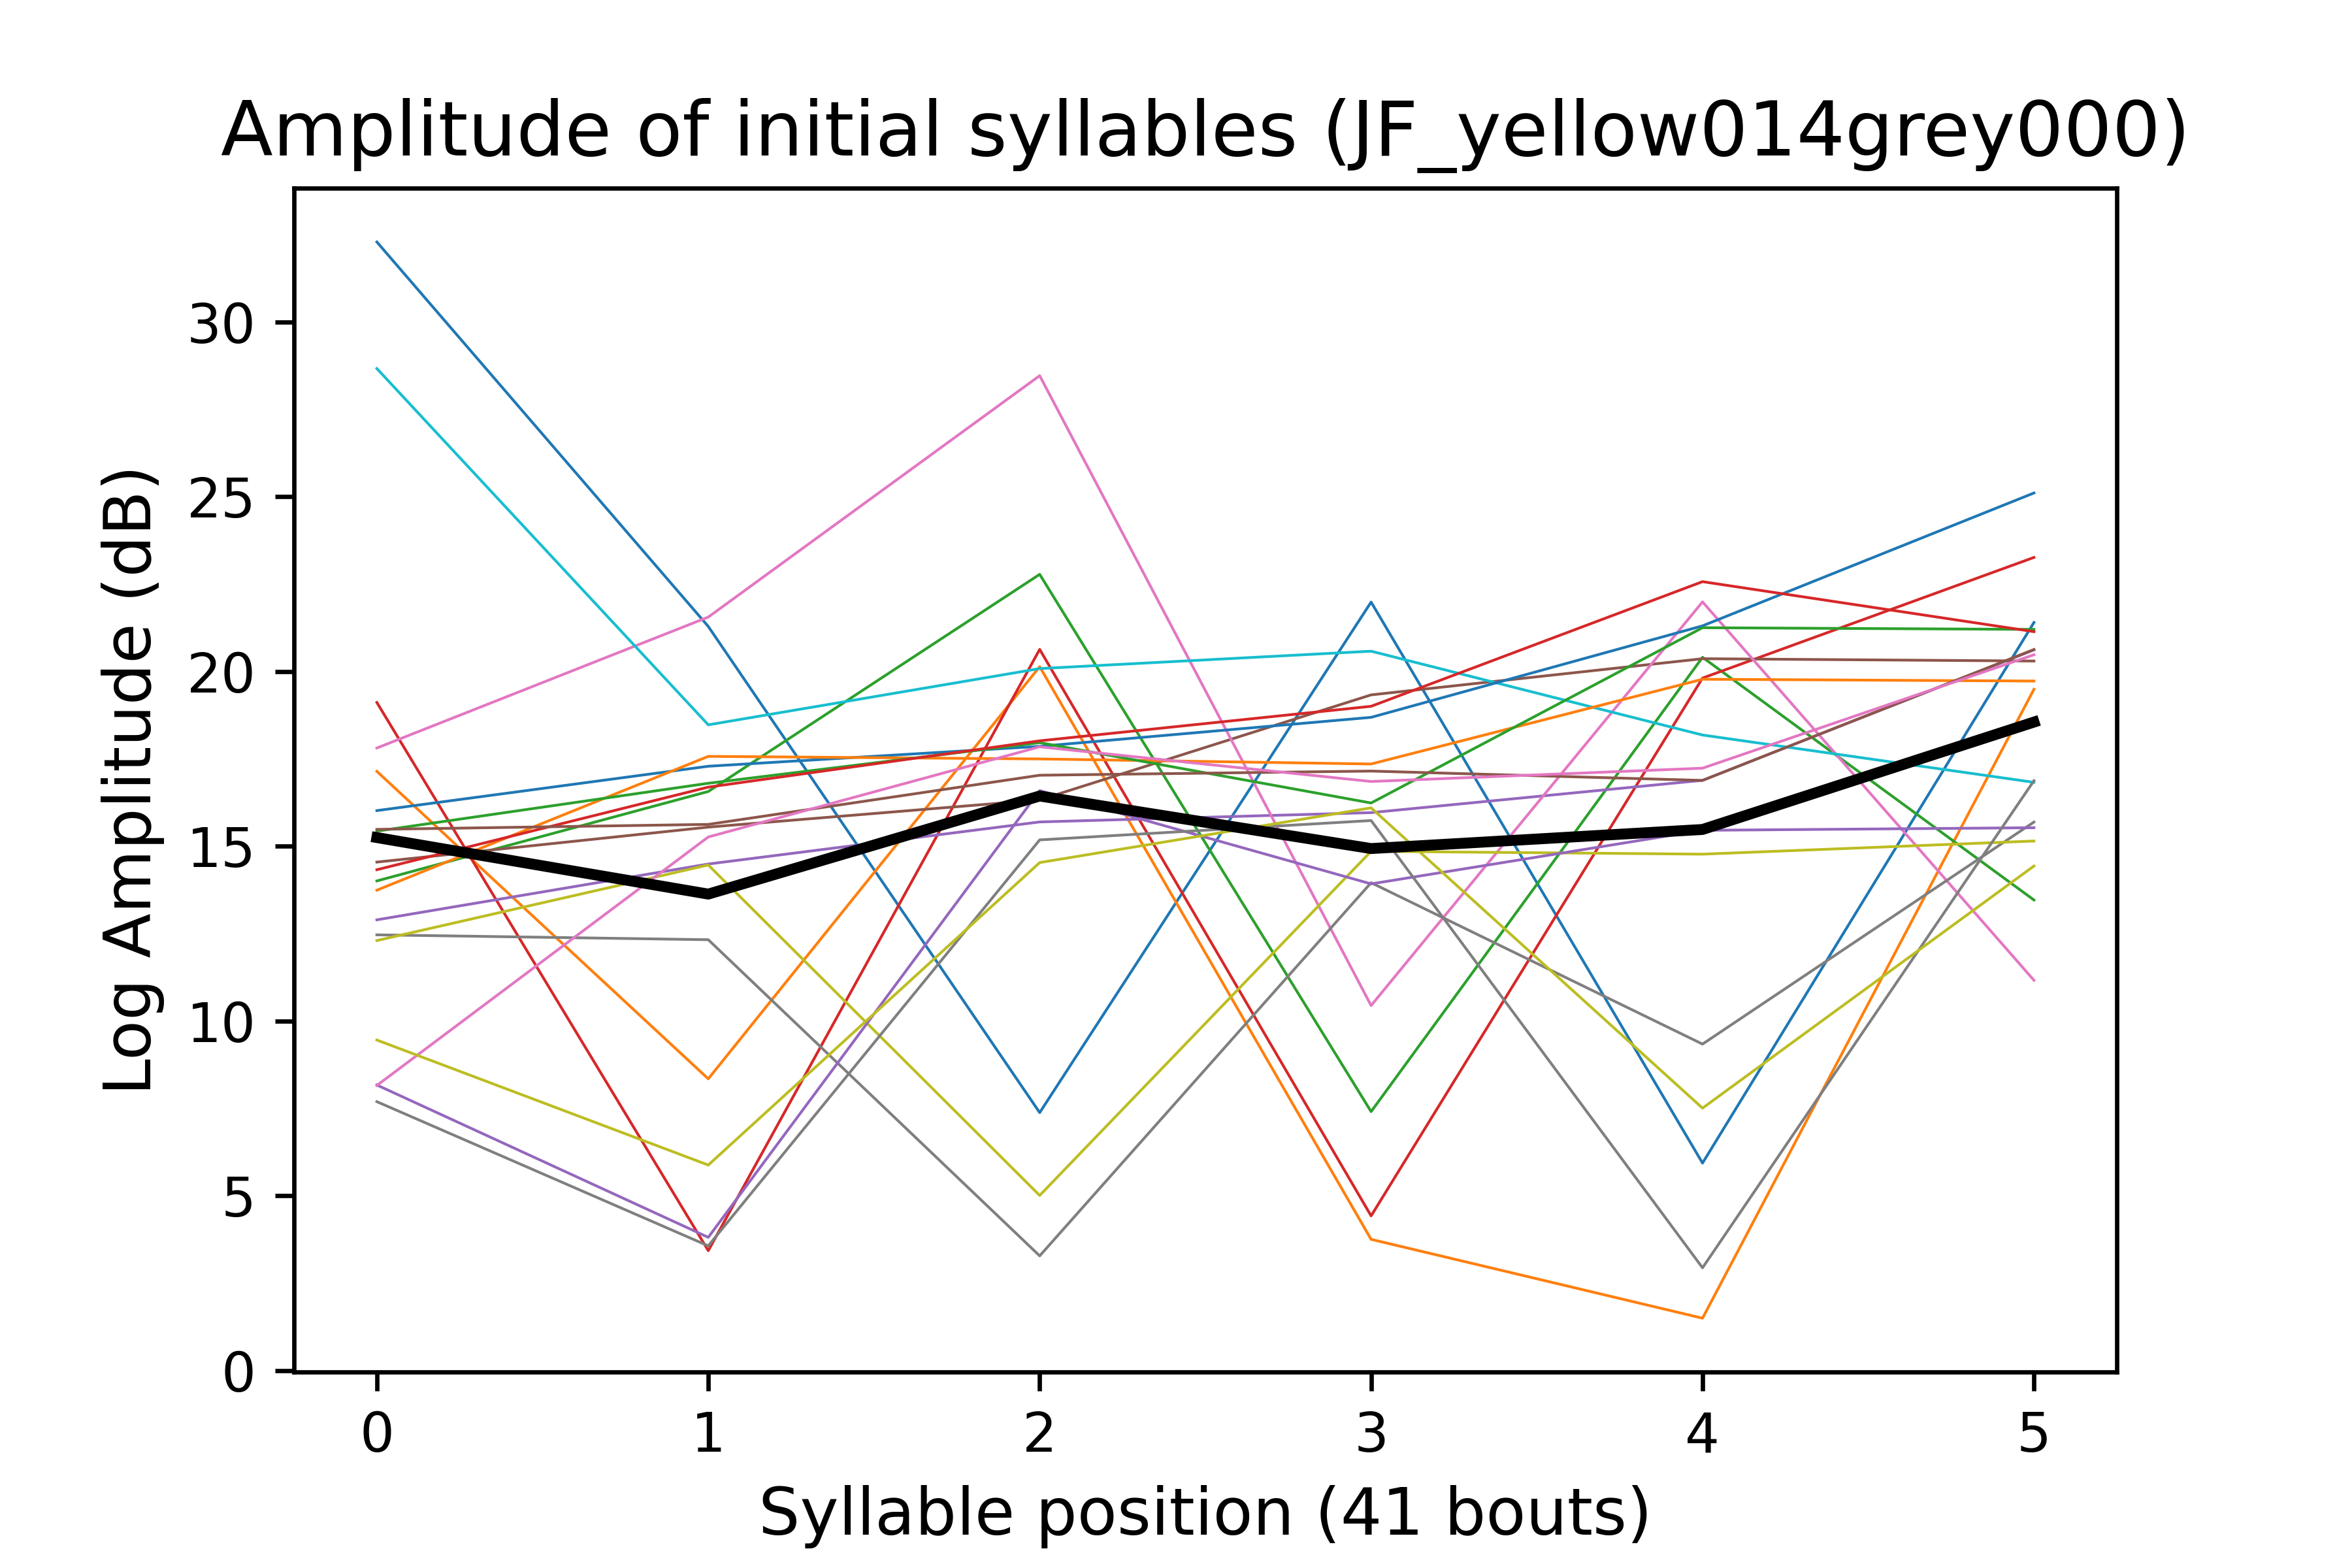 Amplitude of initial syllables (JF_yellow014grey000)
Log Amplitude (dB)
30
25
20
15
10
5
0
0 1 2 3 4 5
Syllable position (41 bouts)